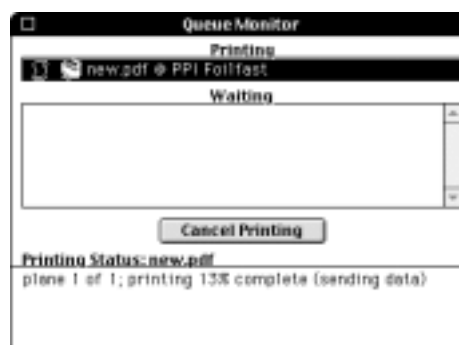 Queue Monitor
Printing
new.pdf @ PPI Foilfast
Waiting
Cancel Printing
Printing Status: new.pdf
plane 1 of 1; printing 13% complete (sending data)